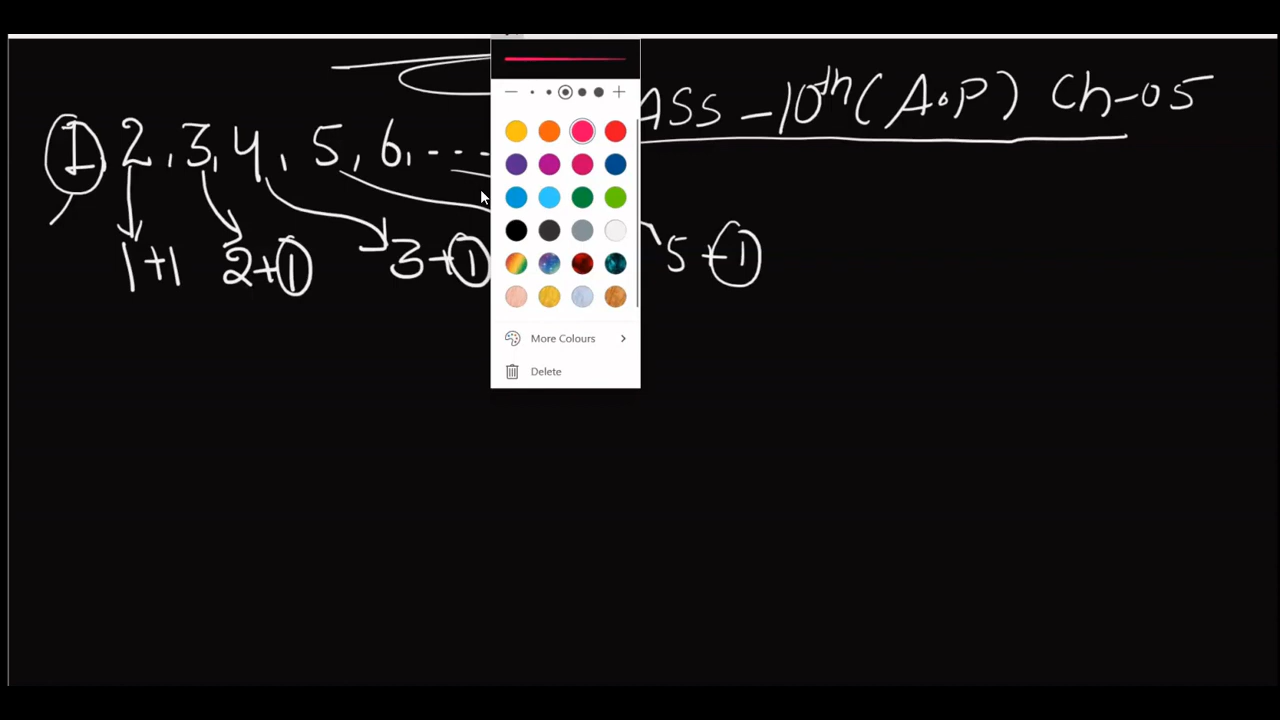 ASS - 10th (A.P) Ch-05
1 2, 3, 4, 5, 6, ---
1+1 2+1 3+1 5+1
More Colours
Delete